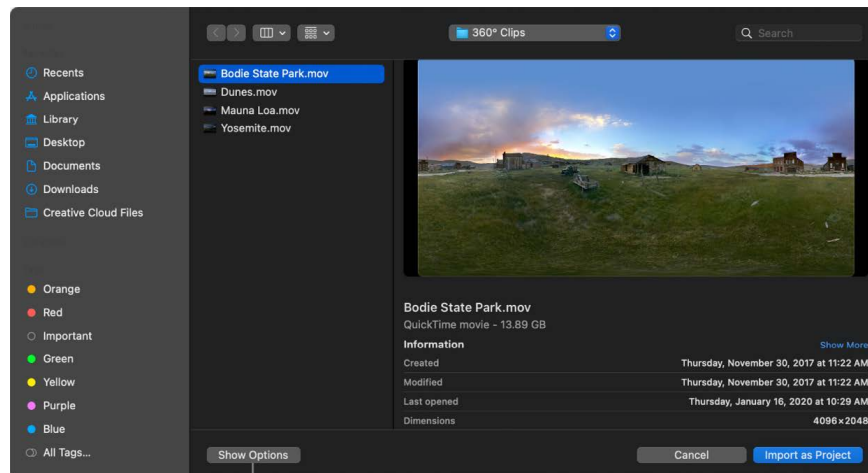 360° Clips
Search
Recents
Applications
Library
Desktop
Documents
Downloads
Creative Cloud Files
Orange
Red
Important
Green
Yellow
Purple
Blue
All Tags...
Bodie State Park.mov
Dunes.mov
Mauna Loa.mov
Yosemite.mov
Bodie State Park.mov
QuickTime movie - 13.89 GB
Information Show More
Created Thursday, November 30, 2017 at 11:22 AM
Modified Thursday, November 30, 2017 at 11:22 AM
Last opened Thursday, January 16, 2020 at 10:29 AM
Dimensions 4096×2048
Show Options Cancel Import as Project